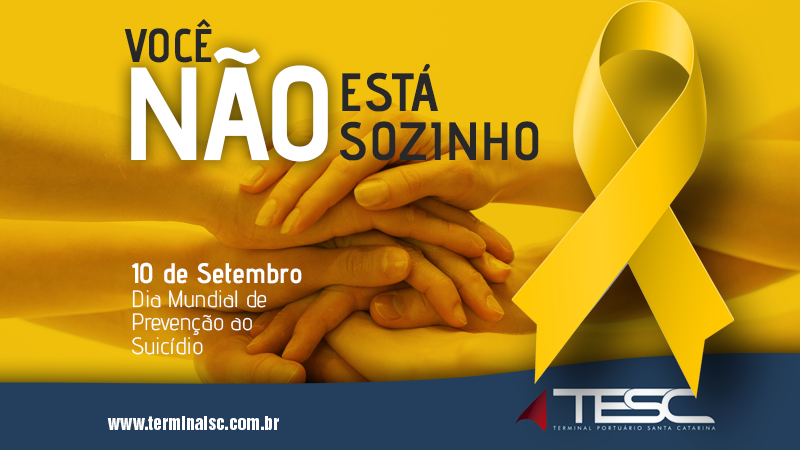 VOCÊ
NÃO
ESTÁ
SOZINHO
10 de Setembro
Dia Mundial de
Prevenção ao
Suicídio
www.terminalsc.com.br
TESC
TERMINAL PORTUÁRIO SANTA CATARINA